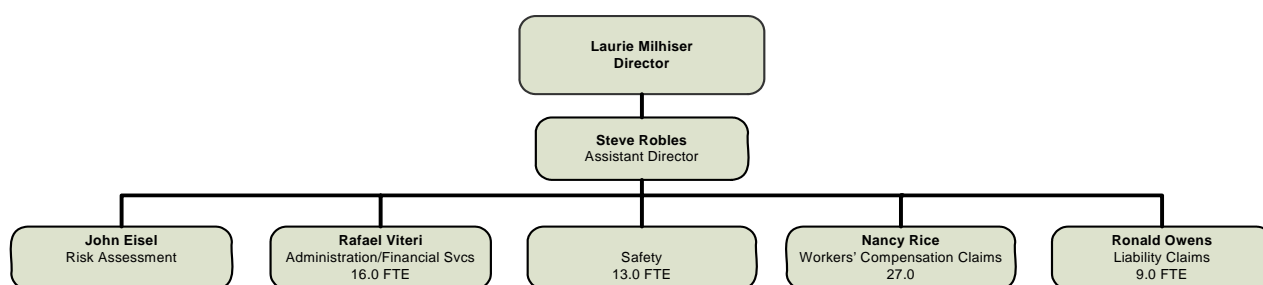 Laurie Milhiser
Director
Steve Robles
Assistant Director
John Eisel
Risk Assessment
Rafael Viteri
Administration/Financial Svcs
16.0 FTE
Safety
13.0 FTE
Nancy Rice
Workers' Compensation Claims
27.0
Ronald Owens
Liability Claims
9.0 FTE